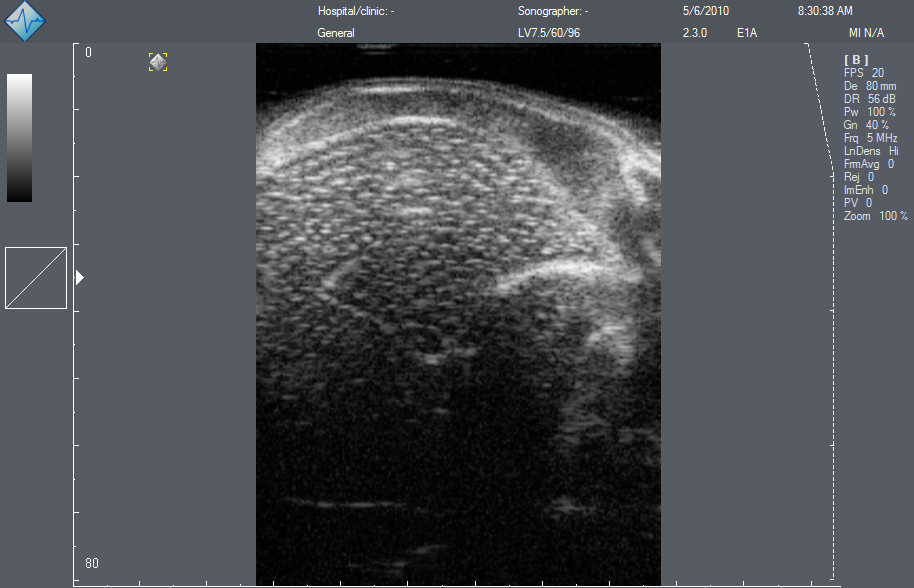 Hospital/clinic: - Sonographer: - 5/6/2010 8:30:38 AM
General LV7.5/60/96 2.3.0 E1A MI N/A
0
[ B ]
FPS 20
De 80 mm
DR 56 dB
Pw 100 %
Gn 40 %
Frq 5 MHz
LnDens Hi
FrmAvg 0
Rej 0
ImEnh 0
PV 0
Zoom 100 %
80